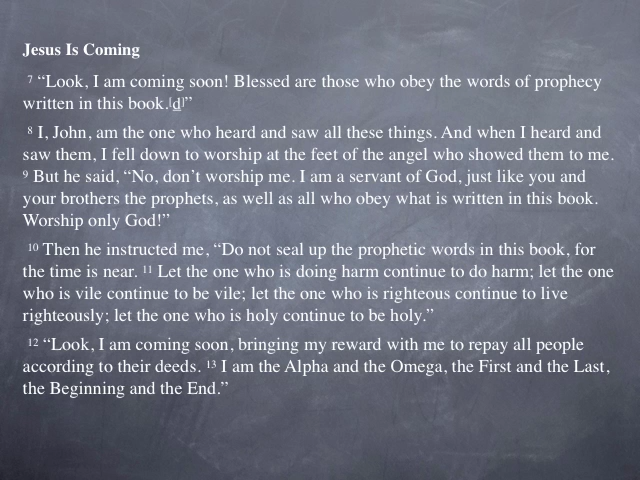 Jesus Is Coming
7 “Look, I am coming soon! Blessed are those who obey the words of prophecy
written in this book.[d]”
8 I, John, am the one who heard and saw all these things. And when I heard and
saw them, I fell down to worship at the feet of the angel who showed them to me.
9 But he said, “No, don’t worship me. I am a servant of God, just like you and
your brothers the prophets, as well as all who obey what is written in this book.
Worship only God!”
10 Then he instructed me, “Do not seal up the prophetic words in this book, for
the time is near. 11 Let the one who is doing harm continue to do harm; let the one
who is vile continue to be vile; let the one who is righteous continue to live
righteously; let the one who is holy continue to be holy.”
12 “Look, I am coming soon, bringing my reward with me to repay all people
according to their deeds. 13 I am the Alpha and the Omega, the First and the Last,
the Beginning and the End.”